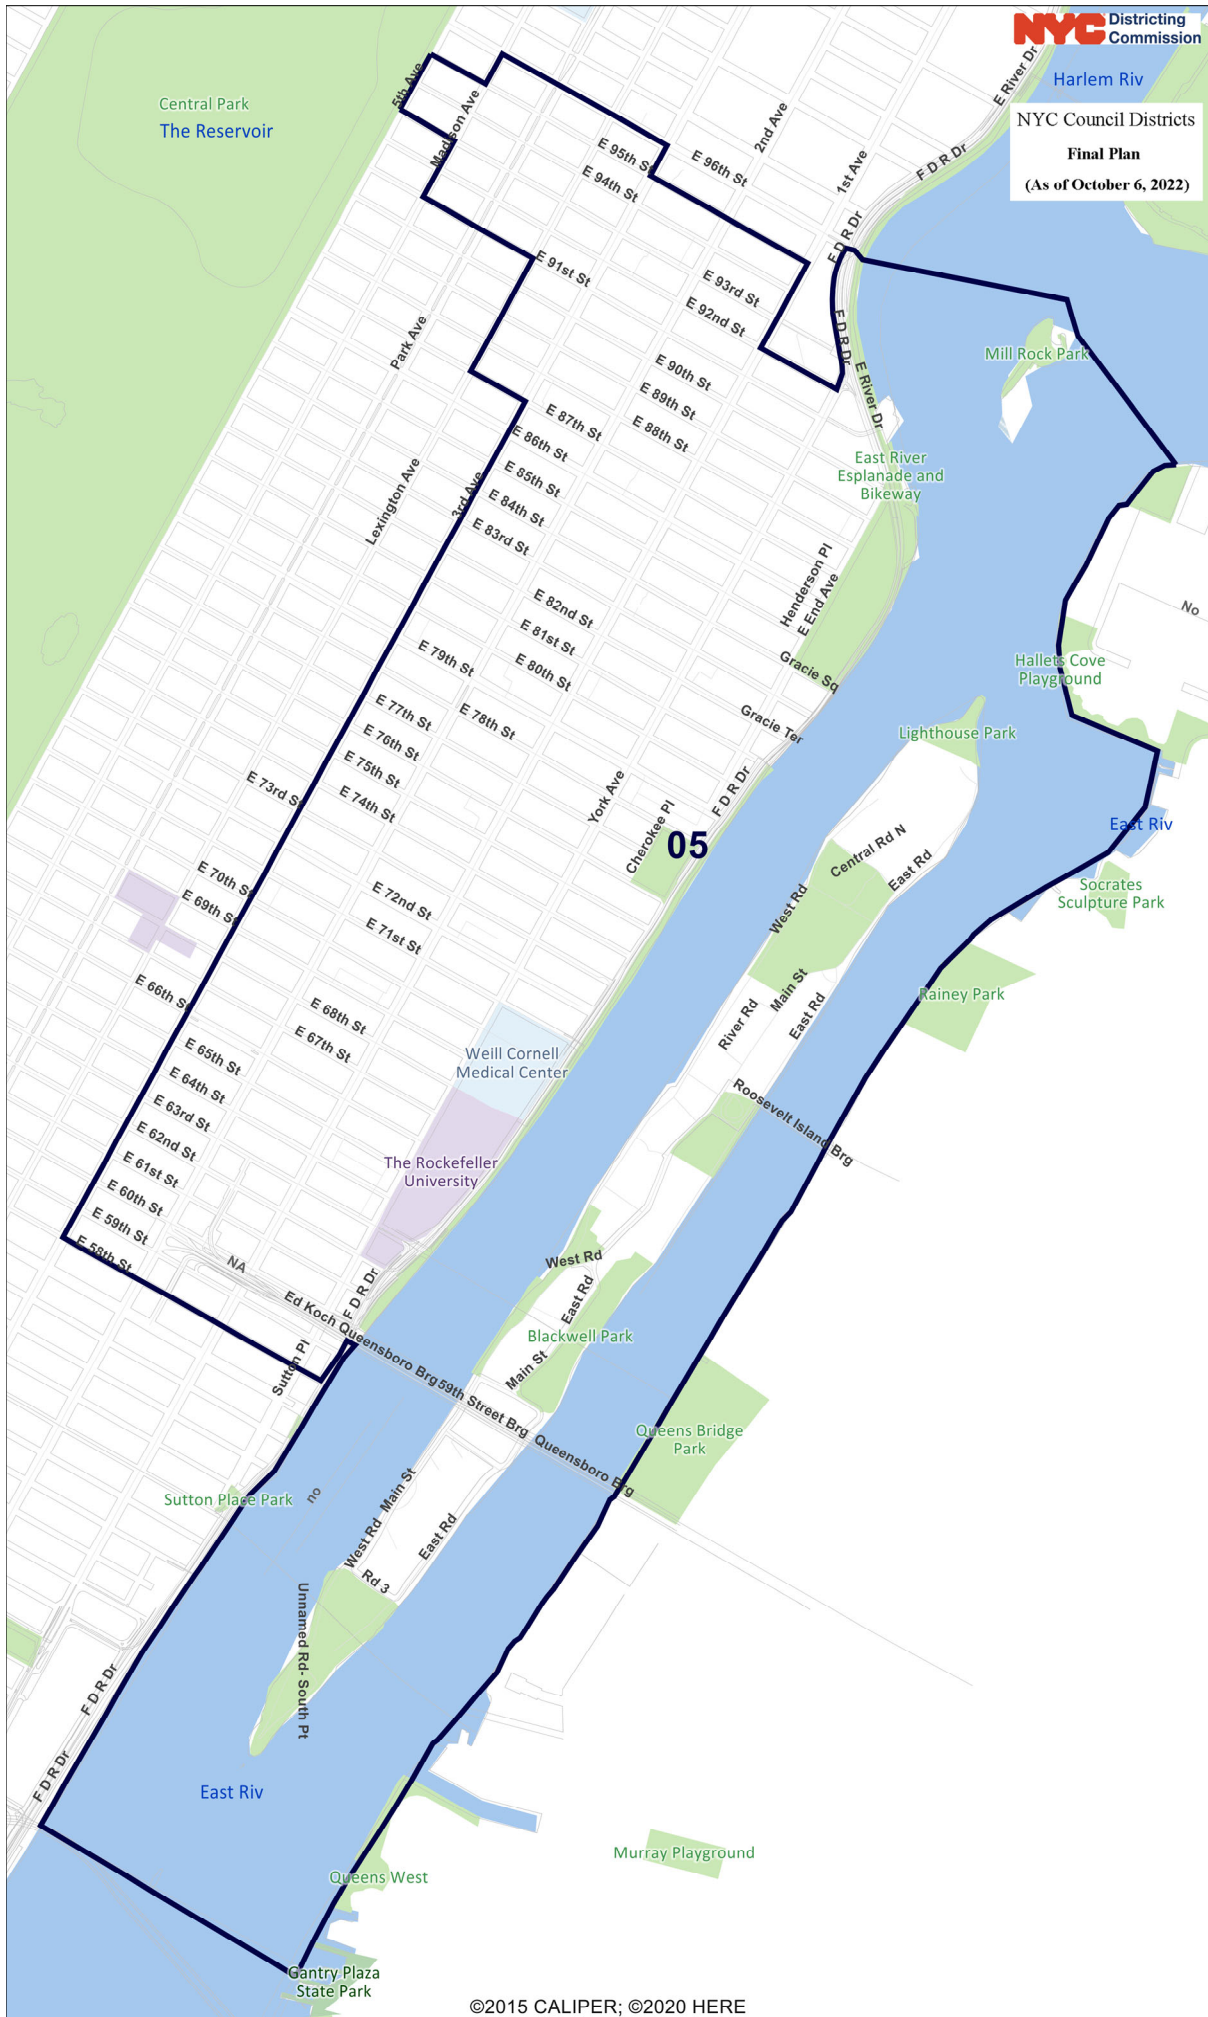 NYC Districting
Commission
Harlem Riv
E River Dr
NYC Council Districts
Final Plan
(As of October 6, 2022)
Central Park
The Reservoir
5th Ave
Madison Ave
2nd Ave
1st Ave
F D R Dr
E 95th St
E 96th St
E 94th St
F D R Dr
E 91st St
E 93rd St
E 92nd St
F D R Dr
Park Ave
Mill Rock Park
E 90th St
E River Dr
E 89th St
E 87th St
E 88th St
E 86th St
East River
Esplanade and
Bikeway
Lexington Ave
3rd Ave
E 85th St
E 84th St
E 83rd St
Henderson Pl
E End Ave
E 82nd St
No
E 81st St
E 79th St
E 80th St
Gracie Sq
Hallets Cove
Playground
E 77th St
E 78th St
Gracie Ter
Lighthouse Park
E 76th St
E 75th St
E 73rd St
E 74th St
York Ave
F D R Dr
Cherokee Pl
05
East Riv
Central Rd N
East Rd
E 70th St
E 69th St
E 72nd St
West Rd
Socrates
Sculpture Park
E 71st St
E 66th St
Main St
Rainey Park
E 68th St
River Rd
East Rd
E 67th St
E 65th St
Weill Cornell
Medical Center
E 64th St
E 63rd St
Roosevelt Island Brg
E 62nd St
E 61st St
The Rockefeller
University
E 60th St
E 59th St
E 58th St
NA
West Rd
F D R Dr
East Rd
Ed Koch Queensboro Brg
Blackwell Park
Sutton Pl
Main St
59th Street Brg
Queensboro Brg
Queens Bridge
Park
Sutton Place Park
no
Main St
West Rd
East Rd
Rd 3
Unnamed Rd- South Pt
F D R Dr
F D R Dr
East Riv
Murray Playground
Queens West
Gantry Plaza
State Park
©2015 CALIPER; ©2020 HERE